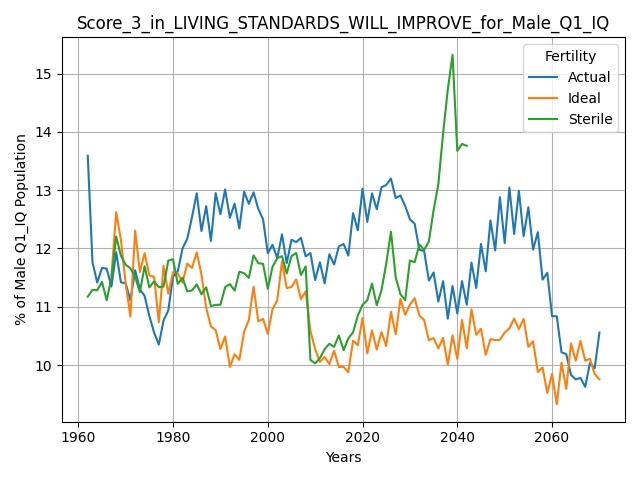 Score_3_in_LIVING_STANDARDS_WILL_IMPROVE_for_Male_Q1_IQ
Fertility
Actual
Ideal
Sterile
% of Male Q1_IQ Population
15
14
13
12
11
10
1960 1980 2000 2020 2040 2060
Years